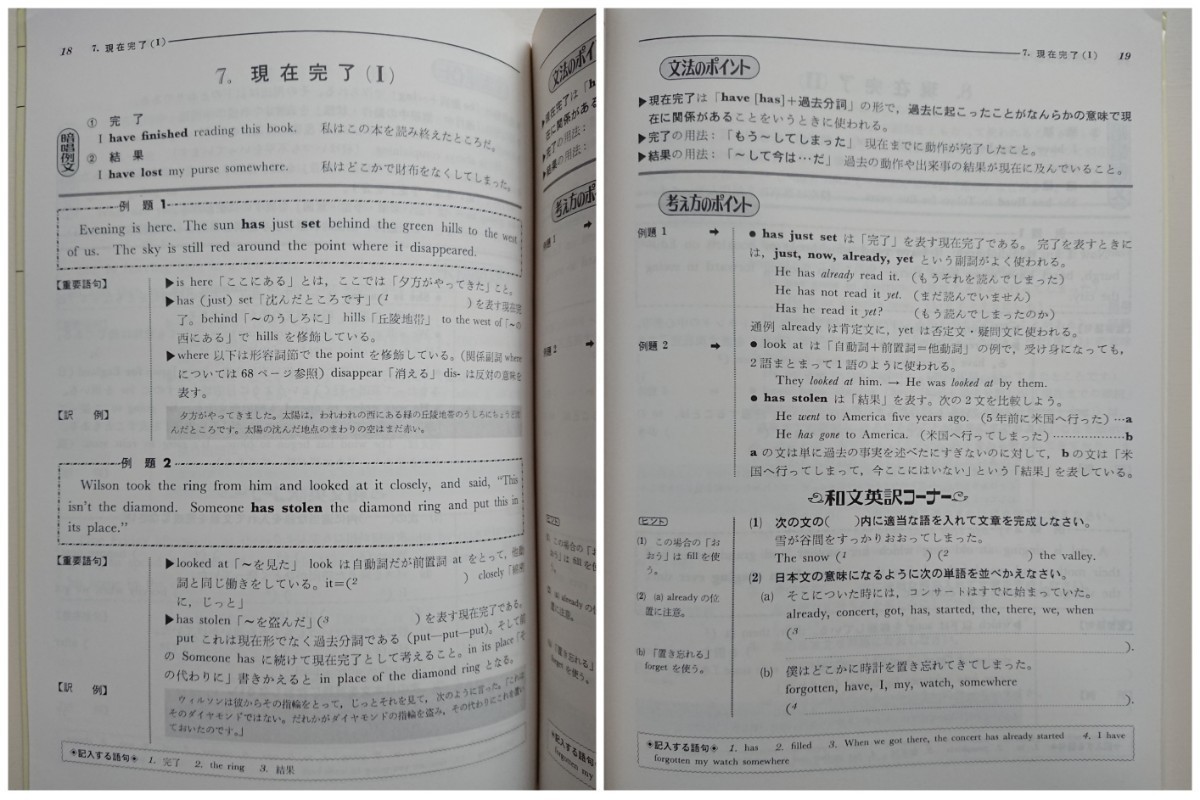 18 7. 現在完了(I)
7. 現在完了(I)
暗唱例文
① 完了
I have finished reading this book. 私はこの本を読み終えたところだ。
② 結果
I have lost my purse somewhere. 私はどこかで財布をなくしてしまった。
例題 1
Evening is here. The sun has just set behind the green hills to the west
of us. The sky is still red around the point where it disappeared.
【重要語句】 ▶is here「ここにある」とは,ここでは「夕方がやってきた」こと。
▶has (just) set「沈んだところです」(1 )を表す現在完
了。behind「〜のうしろに」 hills「丘陵地帯」 to the west of「〜の
西にある」で hills を修飾している。
▶where 以下は形容詞節で the point を修飾している。(関係副詞 where
については 68 ページ参照) disappear「消える」 dis- は反対の意味を
表す。
【訳 例】 夕方がやってきました。太陽は,われわれの西にある緑の丘陵地帯のうしろにちょうど沈
んだところです。太陽の沈んだ地点のまわりの空はまだ赤い。
例題 2
Wilson took the ring from him and looked at it closely, and said, “This
isn't the diamond. Someone has stolen the diamond ring and put this in
its place.”
【重要語句】 ▶looked at「〜を見た」 look は自動詞だが前置詞 at をとって,他動
詞と同じ働きをしている。it=(2 ) closely「綿密
に,じっと」
▶has stolen「〜を盗んだ」(3 )を表す現在完了である。
put これは現在形でなく過去分詞である (put—put—put)。そして前
の Someone has に続けて現在完了として考えること。in its place「そ
の代わりに」書きかえると in place of the diamond ring となる。
【訳 例】 ウィルソンは彼からその指輪をとって,じっとそれを見て,次のように言った。「これは
そのダイヤモンドではない。だれかがダイヤモンドの指輪を盗み,その代わりにこれを置い
ておいたのです。」
*記入する語句* 1. 完了 2. the ring 3. 結果
7. 現在完了(I) 19
文法のポイント
▶現在完了は「have [has]+過去分詞」の形で,過去に起こったことがなんらかの意味で現
在に関係があることをいうときに使われる。
▶完了の用法:「もう〜してしまった」 現在までに動作が完了したこと。
▶結果の用法:「〜して今は…だ」 過去の動作や出来事の結果が現在に及んでいること。
考え方のポイント
例題 1 ➡ ● has just set は「完了」を表す現在完了である。 完了を表すときに
は,just, now, already, yet という副詞がよく使われる。
He has already read it. (もうそれを読んでしまった)
He has not read it yet. (まだ読んでいません)
Has he read it yet? (もう読んでしまったのか)
通例 already は肯定文に,yet は否定文・疑問文に使われる。
例題 2 ➡ ● look at は「自動詞+前置詞=他動詞」の例で,受け身になっても,
2語まとまって1語のように使われる。
They looked at him. → He was looked at by them.
● has stolen は「結果」を表す。次の2文を比較しよう。
He went to America five years ago. (5年前に米国へ行った) …a
He has gone to America. (米国へ行ってしまった) ………………b
a の文は単に過去の事実を述べたにすぎないのに対して,b の文は「米
国へ行ってしまって,今ここにはいない」という「結果」を表している。
和文英訳コーナー
ヒント
(1) この場合の「お
おう」は fill を使
う。
(2) (a) already の位
置に注意。
(b) 「置き忘れる」
forget を使う。
(1) 次の文の( )内に適当な語を入れて文章を完成しなさい。
雪が谷間をすっかりおおってしまった。
The snow (1 ) (2 ) the valley.
(2) 日本文の意味になるように次の単語を並べかえなさい。
(a) そこについた時には,コンサートはすでに始まっていた。
already, concert, got, has, started, the, there, we, when
(3 ).
(b) 僕はどこかに時計を置き忘れてきてしまった。
forgotten, have, I, my, watch, somewhere
(4 ).
*記入する語句* 1. has 2. filled 3. When we got there, the concert has already started 4. I have
forgotten my watch somewhere